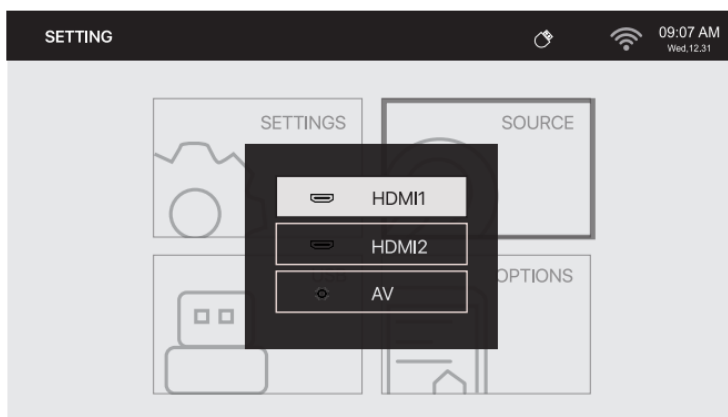 SETTING
09:07 AM
Wed,12.31
SETTINGS
SOURCE
HDMI1
HDMI2
AV
OPTIONS